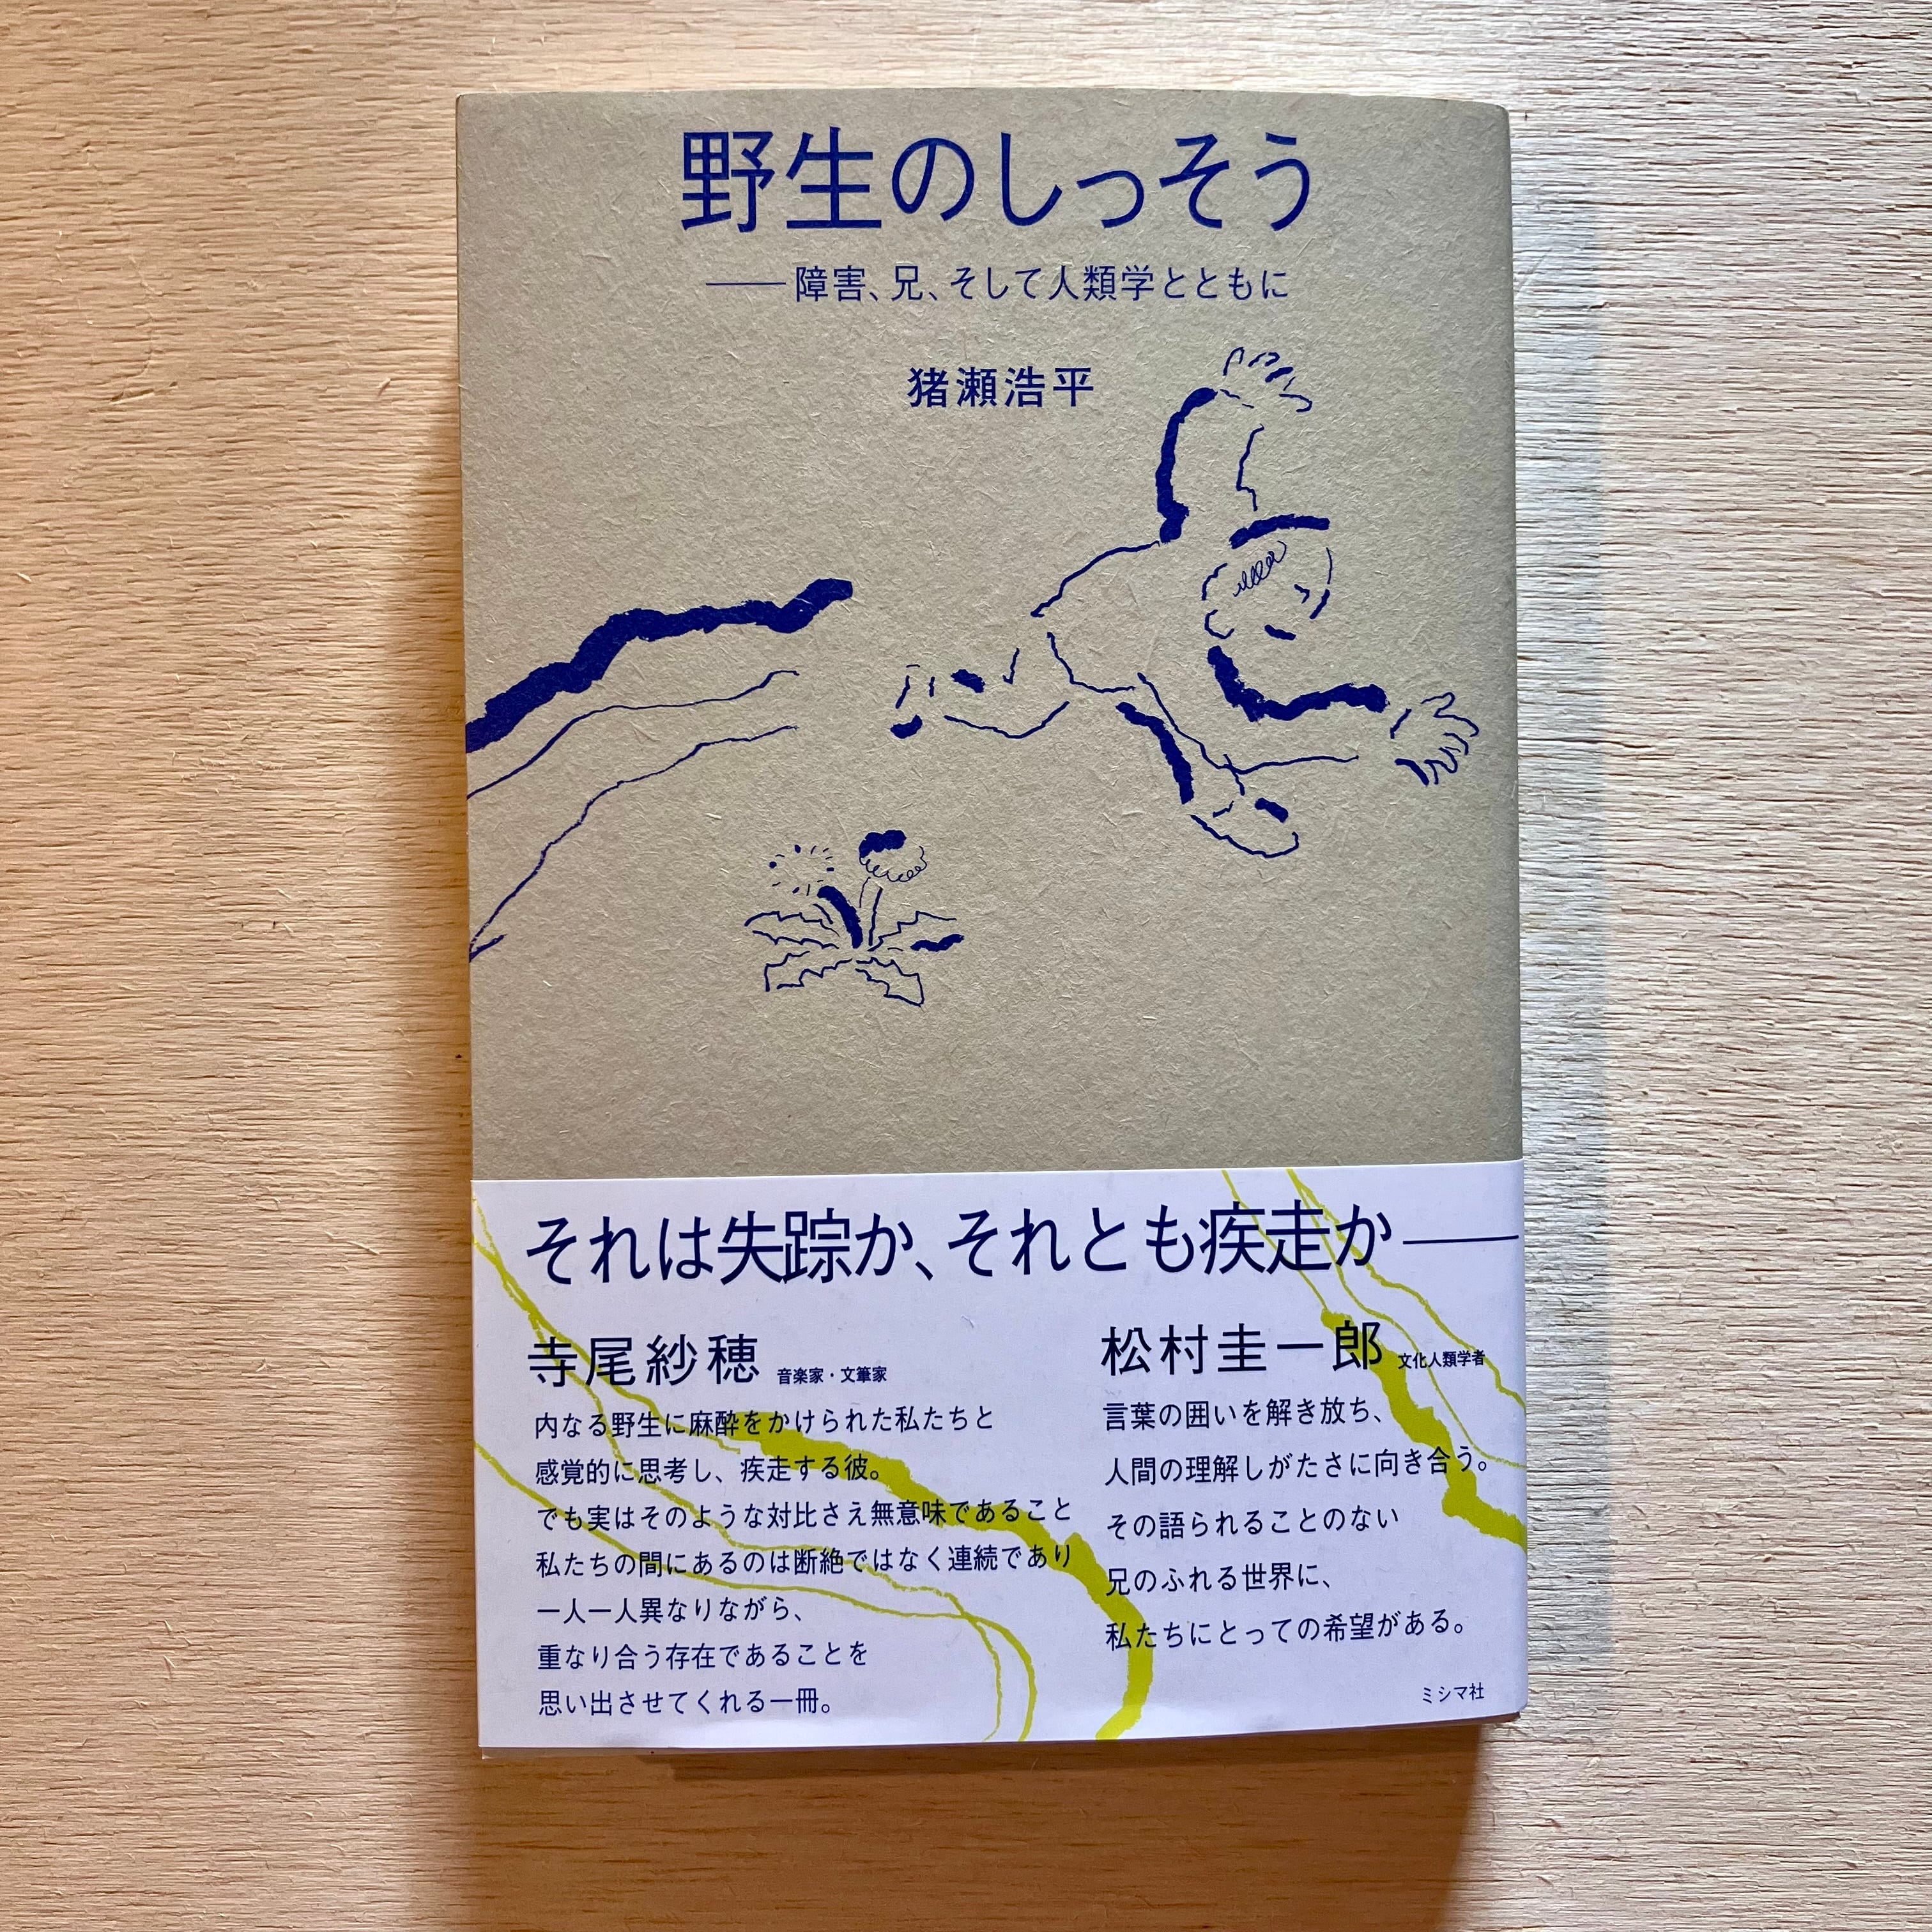 野生のしっそう
——障害、兄、そして人類学とともに
猪瀬浩平
それは失踪か、それとも疾走か——
寺尾紗穂 音楽家・文筆家
内なる野生に麻酔をかけられた私たちと
感覚的に思考し、疾走する彼。
でも実はそのような対比さえ無意味であること
私たちの間にあるのは断絶ではなく連続であり
一人一人異なりながら、
重なり合う存在であることを
思い出させてくれる一冊。
松村圭一郎 文化人類学者
言葉の囲いを解き放ち、
人間の理解しがたさに向き合う。
その語られることのない
兄のふれる世界に、
私たちにとっての希望がある。
ミシマ社